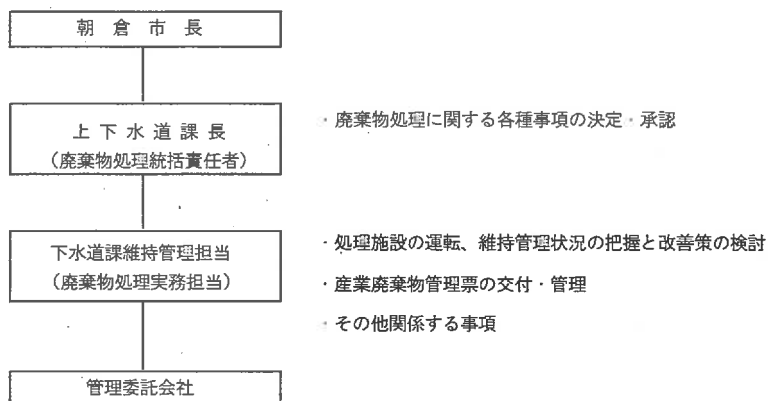 朝倉市長
上下水道課長
(廃棄物処理統括責任者)
・廃棄物処理に関する各種事項の決定・承認
下水道課維持管理担当
(廃棄物処理実務担当)
・処理施設の運転、維持管理状況の把握と改善策の検討
・産業廃棄物管理票の交付・管理
・その他関係する事項
管理委託会社